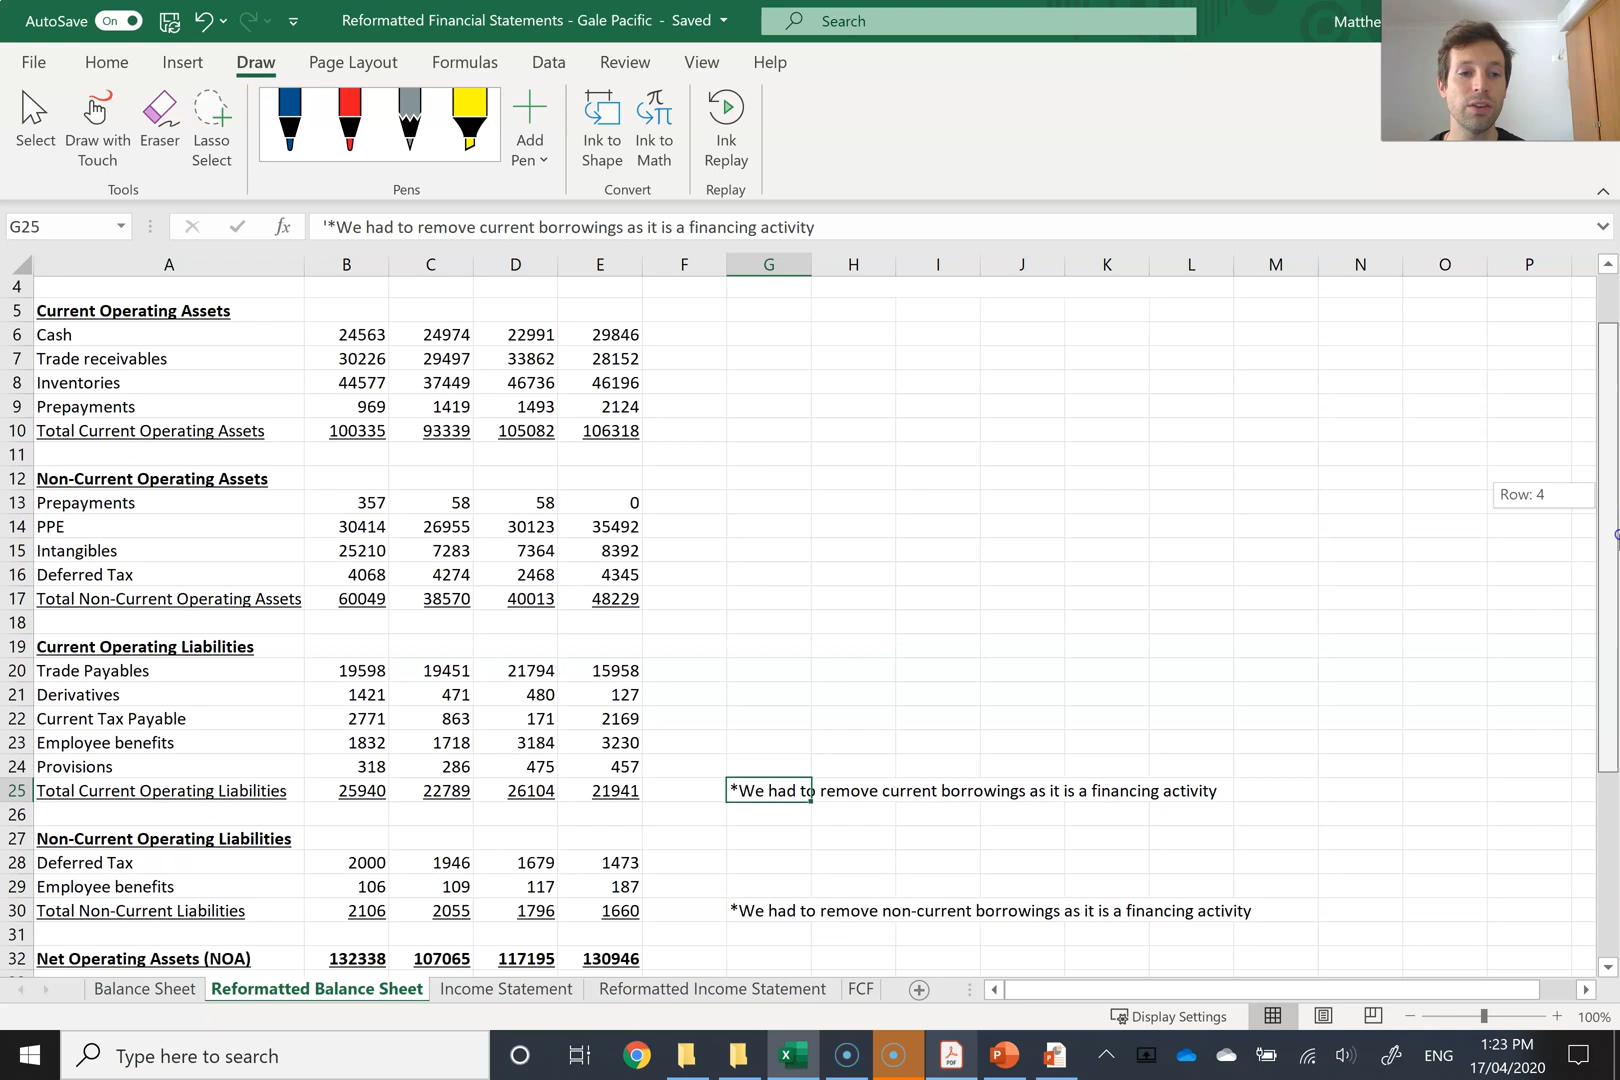 AutoSave On Reformatted Financial Statements - Gale Pacific - Saved Search Matthe
File Home Insert Draw Page Layout Formulas Data Review View Help
Select Draw with Touch Eraser Lasso Select Add Pen Ink to Shape Ink to Math Ink Replay
Tools Pens Convert Replay
G25 fx '*We had to remove current borrowings as it is a financing activity
A B C D E F G H I J K L M N O P
4
5 Current Operating Assets
6 Cash 24563 24974 22991 29846
7 Trade receivables 30226 29497 33862 28152
8 Inventories 44577 37449 46736 46196
9 Prepayments 969 1419 1493 2124
10 Total Current Operating Assets 100335 93339 105082 106318
11
12 Non-Current Operating Assets
13 Prepayments 357 58 58 0 Row: 4
14 PPE 30414 26955 30123 35492
15 Intangibles 25210 7283 7364 8392
16 Deferred Tax 4068 4274 2468 4345
17 Total Non-Current Operating Assets 60049 38570 40013 48229
18
19 Current Operating Liabilities
20 Trade Payables 19598 19451 21794 15958
21 Derivatives 1421 471 480 127
22 Current Tax Payable 2771 863 171 2169
23 Employee benefits 1832 1718 3184 3230
24 Provisions 318 286 475 457
25 Total Current Operating Liabilities 25940 22789 26104 21941 *We had to remove current borrowings as it is a financing activity
26
27 Non-Current Operating Liabilities
28 Deferred Tax 2000 1946 1679 1473
29 Employee benefits 106 109 117 187
30 Total Non-Current Liabilities 2106 2055 1796 1660 *We had to remove non-current borrowings as it is a financing activity
31
32 Net Operating Assets (NOA) 132338 107065 117195 130946
Balance Sheet Reformatted Balance Sheet Income Statement Reformatted Income Statement FCF
Display Settings 100%
Type here to search ENG 1:23 PM
17/04/2020